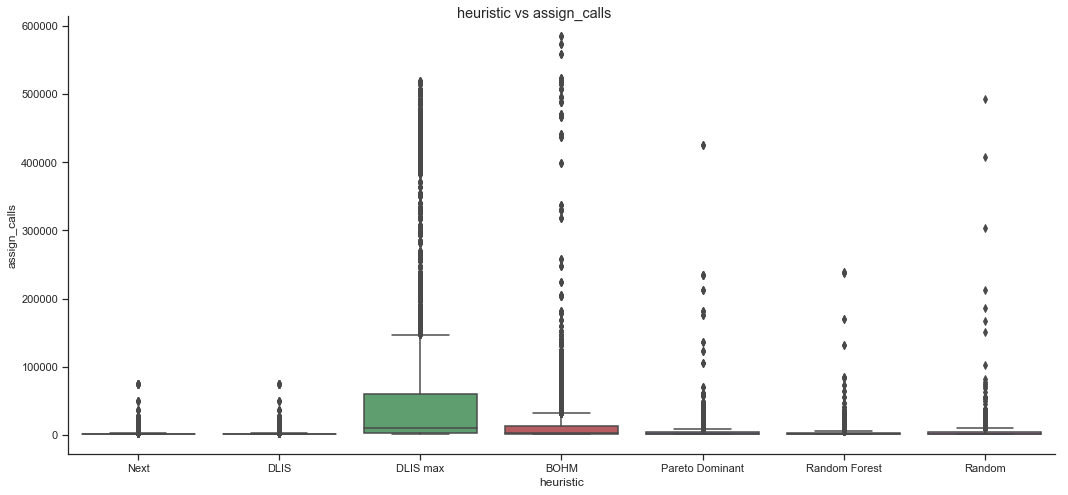 heuristic vs assign_calls
600000
500000
400000
300000
200000
100000
0
assign_calls
Next DLIS DLIS max BOHM Pareto Dominant Random Forest Random
heuristic